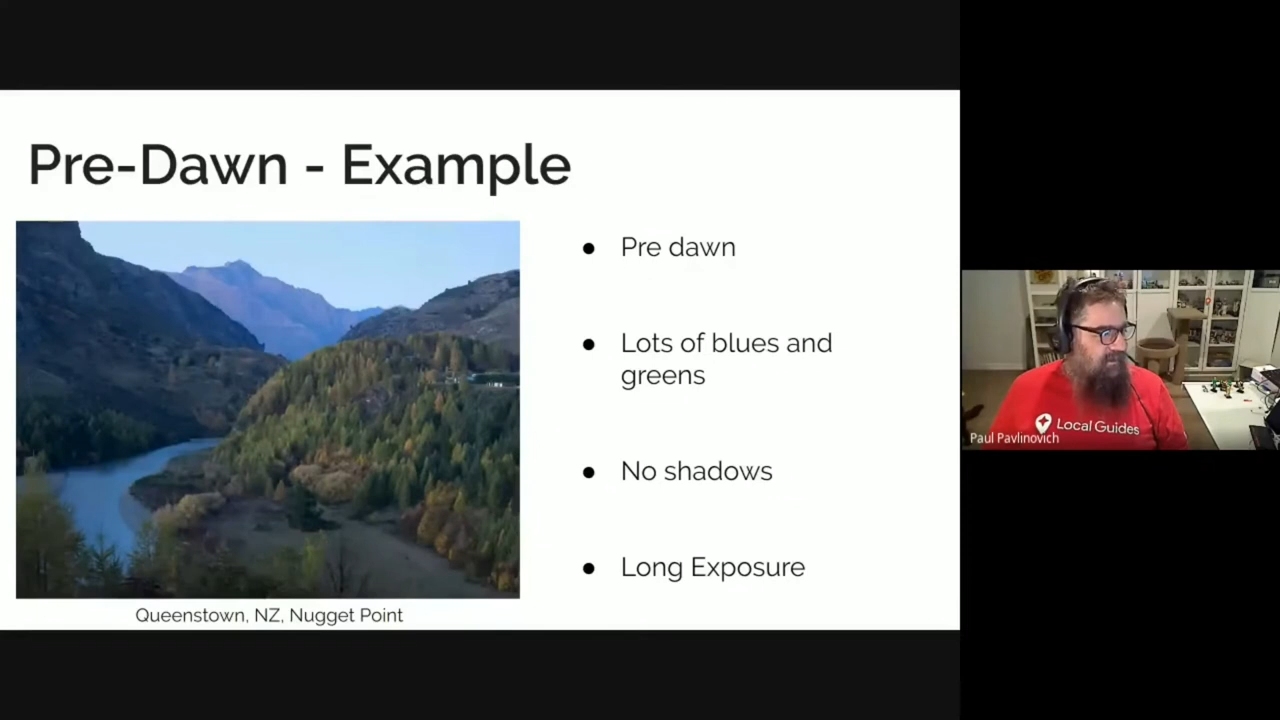 Pre-Dawn - Example
Pre dawn
Lots of blues and
greens
No shadows
Long Exposure
Queenstown, NZ, Nugget Point
Local Guides
Paul Pavlinovich